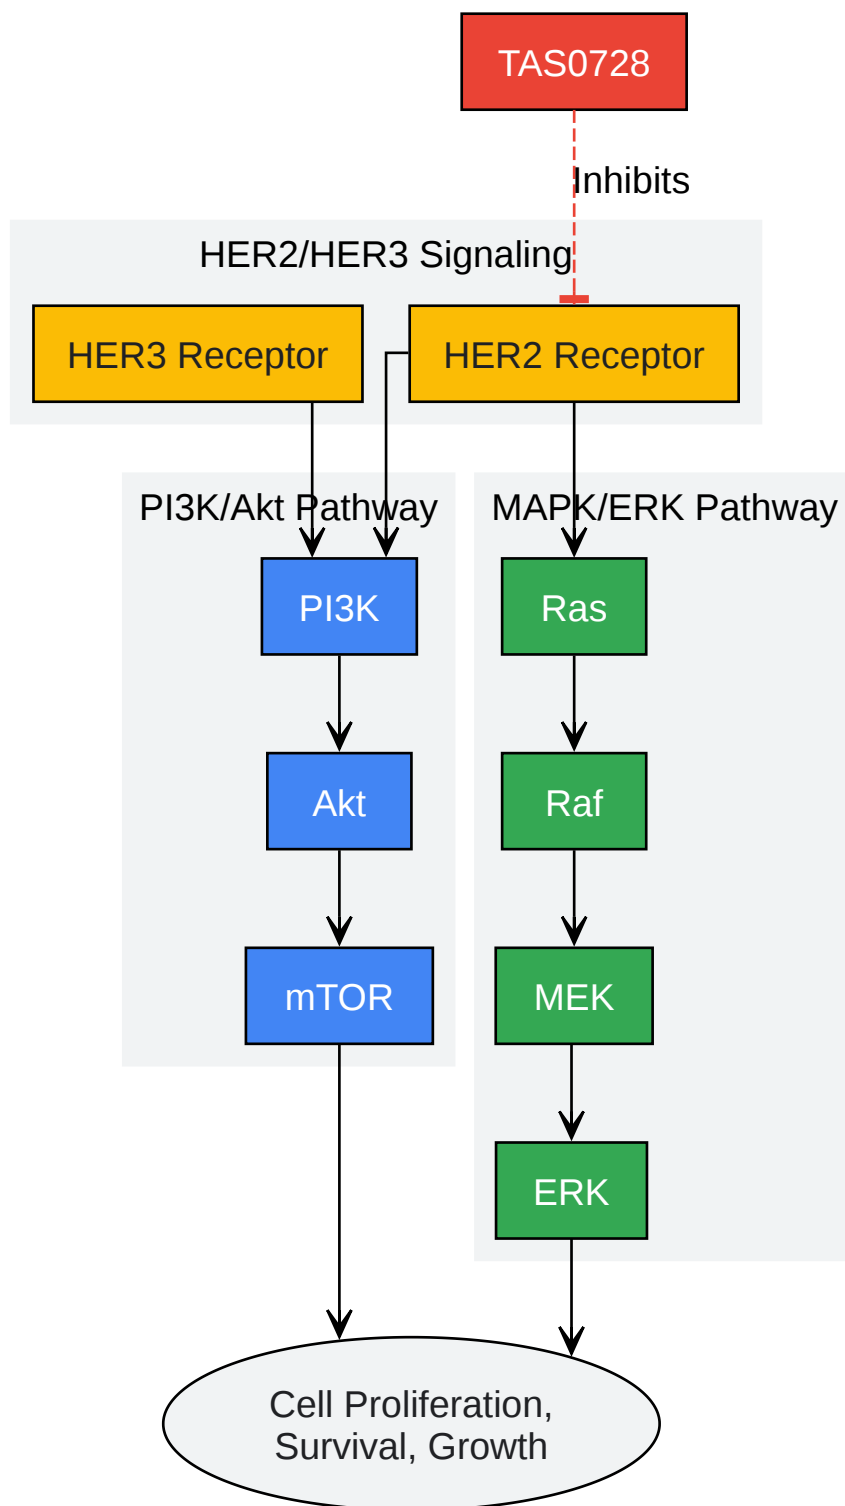 TAS0728
Inhibits
HER2/HER3 Signaling
HER3 Receptor
HER2 Receptor
PI3K/Akt Pathway
MAPK/ERK Pathway
PI3K
Ras
Akt
Raf
mTOR
MEK
ERK
Cell Proliferation,
Survival, Growth